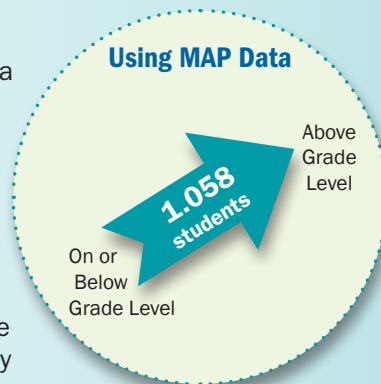 Using MAP Data
a
Above
Grade
Level
1.058
students
On or
Below
Grade Level
e
y